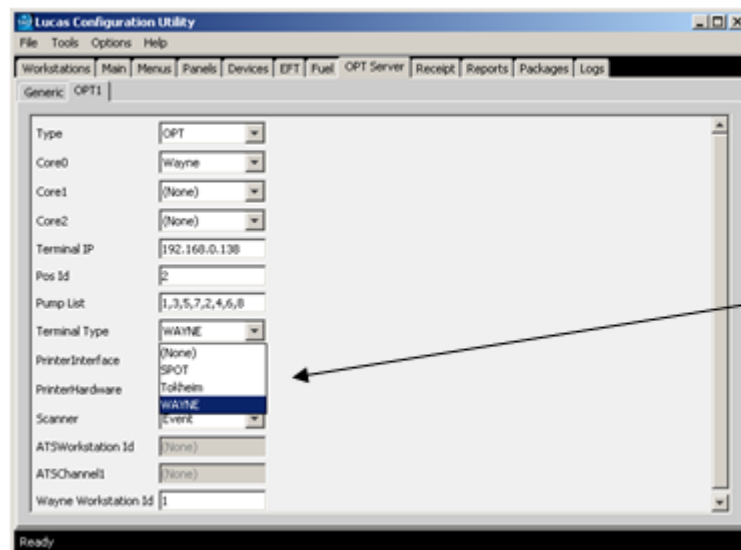 Lucas Configuration Utility
File Tools Options Help
Workstations Main Menus Panels Devices EFT Fuel OPT Server Receipt Reports Packages Logs
Generic OPT1
Type OPT
Core0 Wayne
Core1 (None)
Core2 (None)
Terminal IP 192.168.0.138
Pos Id 2
Pump List 1,3,5,7,2,4,6,8
Terminal Type WAYNE
(None)
PrinterInterface
SPOT
Tokheim
PrinterHardware
WAYNE
Scanner Event
ATSWorkstation Id (None)
ATSChannel1 (None)
Wayne Workstation Id 1
Ready